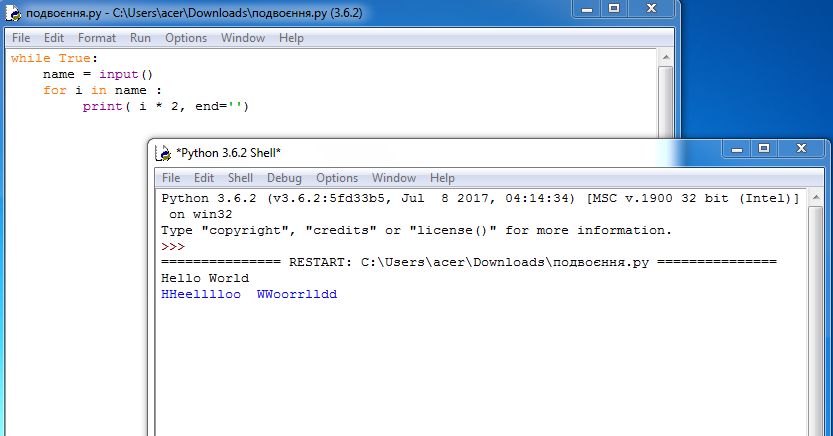 подвоєння.py - C:\Users\acer\Downloads\подвоєння.py (3.6.2)
File Edit Format Run Options Window Help
while True:
    name = input()
    for i in name :
         print( i * 2, end='')
*Python 3.6.2 Shell*
File Edit Shell Debug Options Window Help
Python 3.6.2 (v3.6.2:5fd33b5, Jul  8 2017, 04:14:34) [MSC v.1900 32 bit (Intel)]
 on win32
Type "copyright", "credits" or "license()" for more information.
>>>
=============== RESTART: C:\Users\acer\Downloads\подвоєння.py ===============
Hello World
HHeelllloo  WWoorrlldd